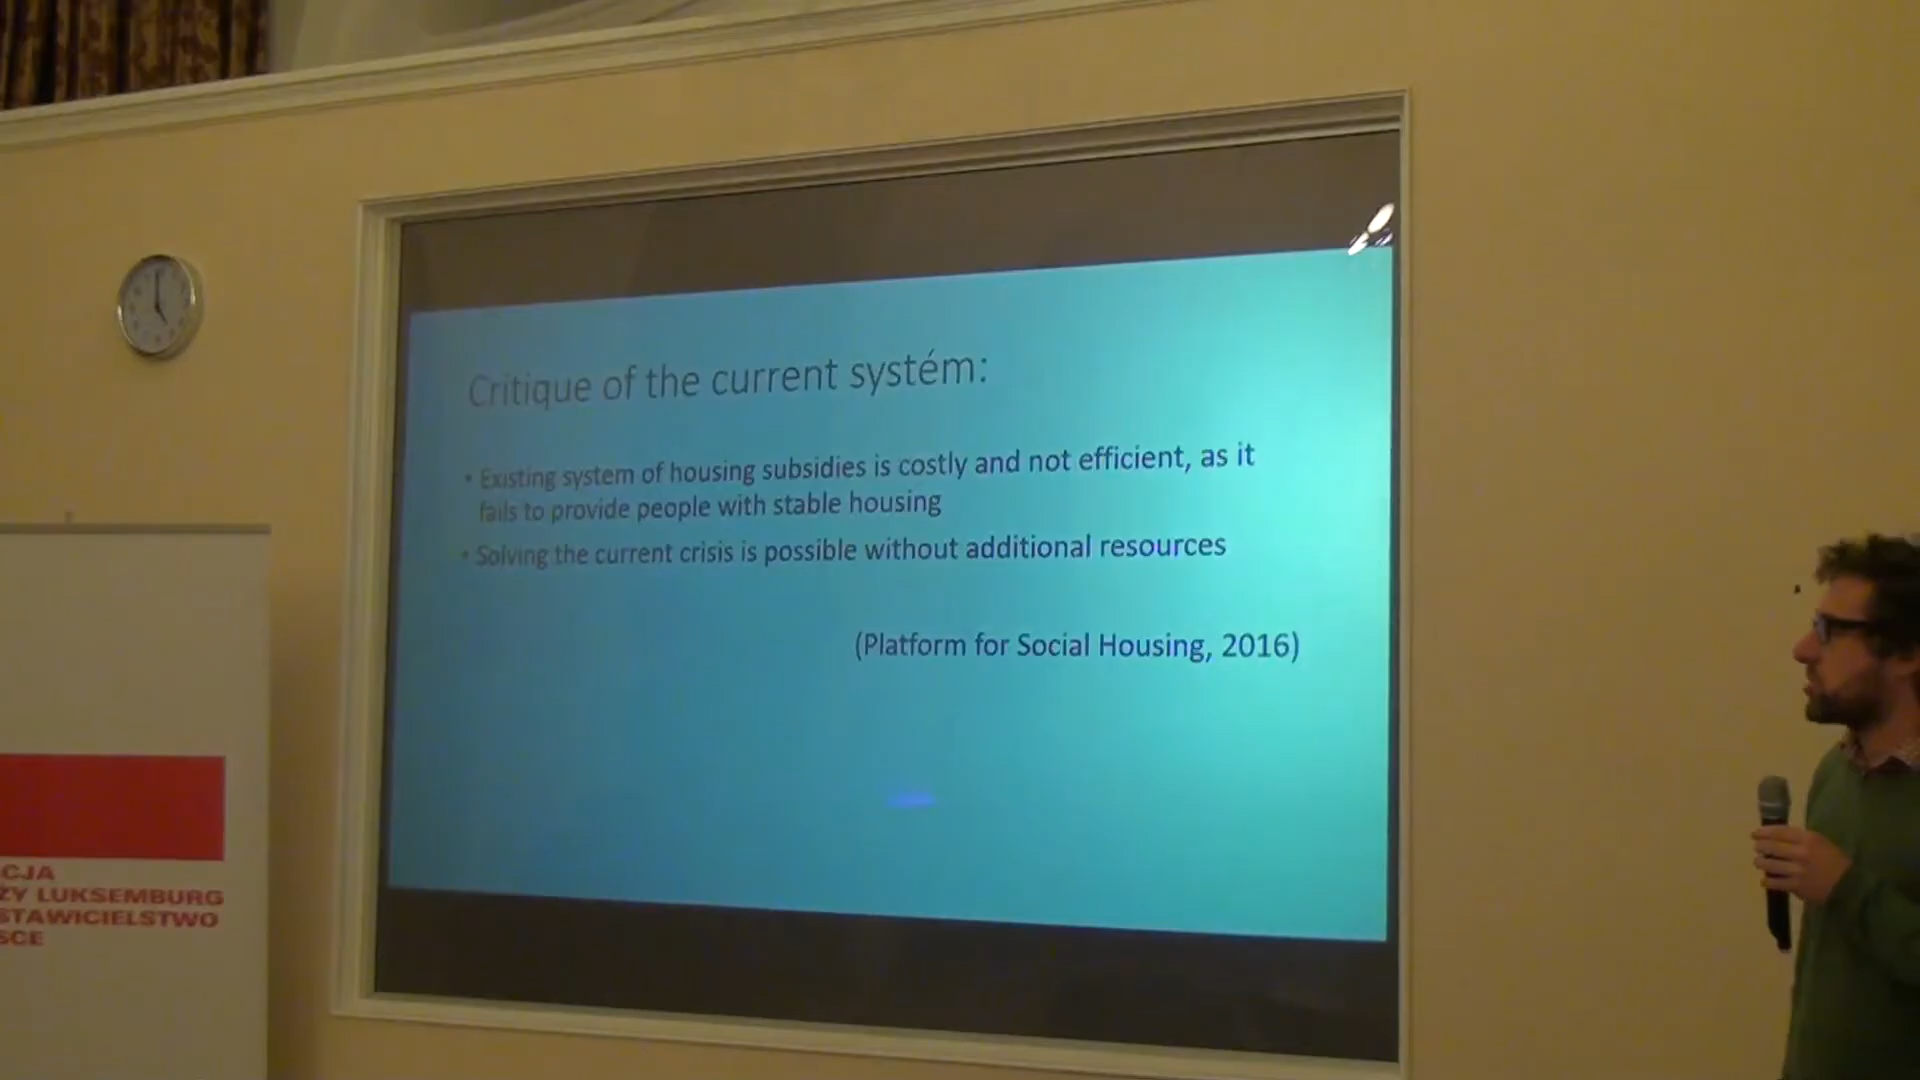 Critique of the current systém:
• Existing system of housing subsidies is costly and not efficient, as it
fails to provide people with stable housing
• Solving the current crisis is possible without additional resources
(Platform for Social Housing, 2016)
CJA
ŻY LUKSEMBURG
STAWICIELSTWO
SCE